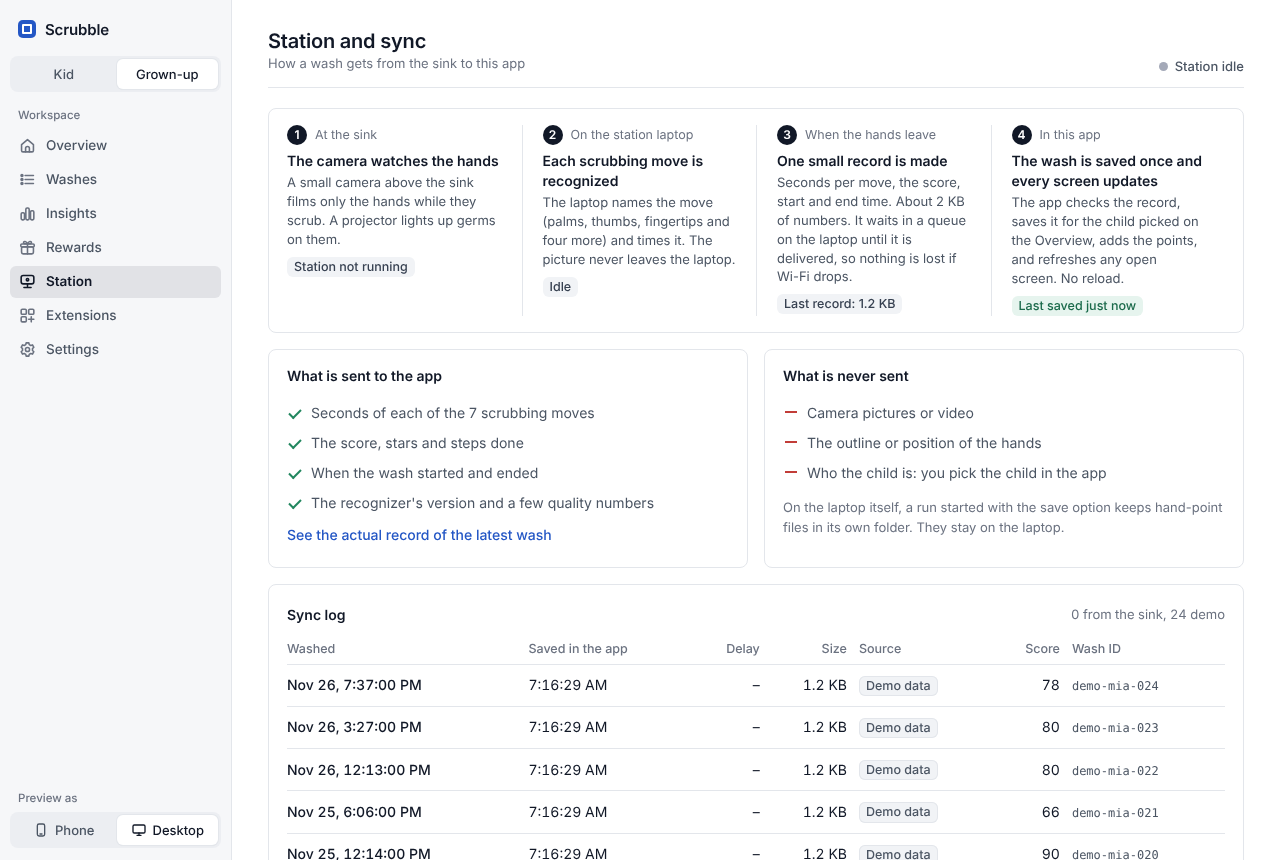 Scrubble
Kid
Grown-up
Workspace
Overview
Washes
Insights
Rewards
Station
Extensions
Settings
Preview as
Phone
Desktop
Station and sync
How a wash gets from the sink to this app
Station idle
1 At the sink
The camera watches the hands
A small camera above the sink
films only the hands while they
scrub. A projector lights up germs
on them.
Station not running
2 On the station laptop
Each scrubbing move is
recognized
The laptop names the move
(palms, thumbs, fingertips and
four more) and times it. The
picture never leaves the laptop.
Idle
3 When the hands leave
One small record is made
Seconds per move, the score,
start and end time. About 2 KB
of numbers. It waits in a queue
on the laptop until it is
delivered, so nothing is lost if
Wi-Fi drops.
Last record: 1.2 KB
4 In this app
The wash is saved once and
every screen updates
The app checks the record,
saves it for the child picked on
the Overview, adds the points,
and refreshes any open
screen. No reload.
Last saved just now
What is sent to the app
Seconds of each of the 7 scrubbing moves
The score, stars and steps done
When the wash started and ended
The recognizer's version and a few quality numbers
See the actual record of the latest wash
What is never sent
Camera pictures or video
The outline or position of the hands
Who the child is: you pick the child in the app
On the laptop itself, a run started with the save option keeps hand-point
files in its own folder. They stay on the laptop.
Sync log
0 from the sink, 24 demo
Washed Saved in the app Delay Size Source Score Wash ID
Nov 26, 7:37:00 PM 7:16:29 AM – 1.2 KB Demo data 78 demo-mia-024
Nov 26, 3:27:00 PM 7:16:29 AM – 1.2 KB Demo data 80 demo-mia-023
Nov 26, 12:13:00 PM 7:16:29 AM – 1.2 KB Demo data 80 demo-mia-022
Nov 25, 6:06:00 PM 7:16:29 AM – 1.2 KB Demo data 66 demo-mia-021
Nov 25, 12:14:00 PM 7:16:29 AM – 1.2 KB Demo data 90 demo-mia-020